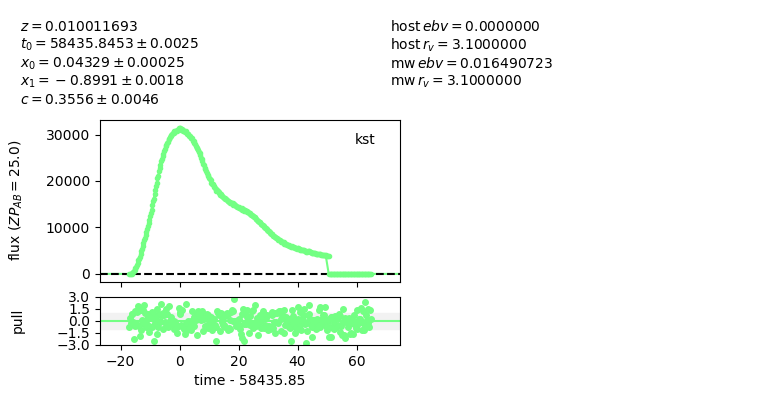 z = 0.010011693
t₀ = 58435.8453 ± 0.0025
x₀ = 0.04329 ± 0.00025
x₁ = −0.8991 ± 0.0018
c = 0.3556 ± 0.0046
host ebv = 0.0000000
host r_v = 3.1000000
mw ebv = 0.016490723
mw r_v = 3.1000000
kst
flux (ZP_AB = 25.0)
30000
20000
10000
0
pull
3.0
1.5
0.0
−1.5
−3.0
−20 0 20 40 60
time - 58435.85